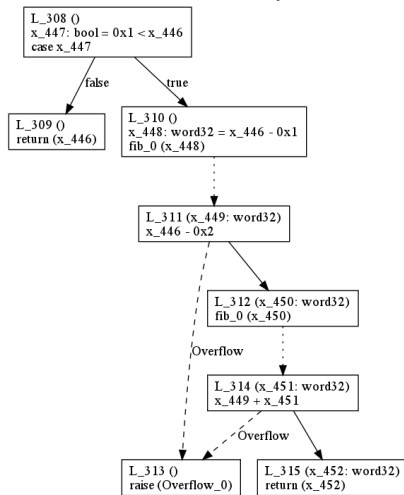 L_308 ()
x_447: bool = 0x1 < x_446
case x_447
false
true
L_309 ()
return (x_446)
L_310 ()
x_448: word32 = x_446 - 0x1
fib_0 (x_448)
L_311 (x_449: word32)
x_446 - 0x2
L_312 (x_450: word32)
fib_0 (x_450)
Overflow
L_314 (x_451: word32)
x_449 + x_451
Overflow
L_313 ()
raise (Overflow_0)
L_315 (x_452: word32)
return (x_452)